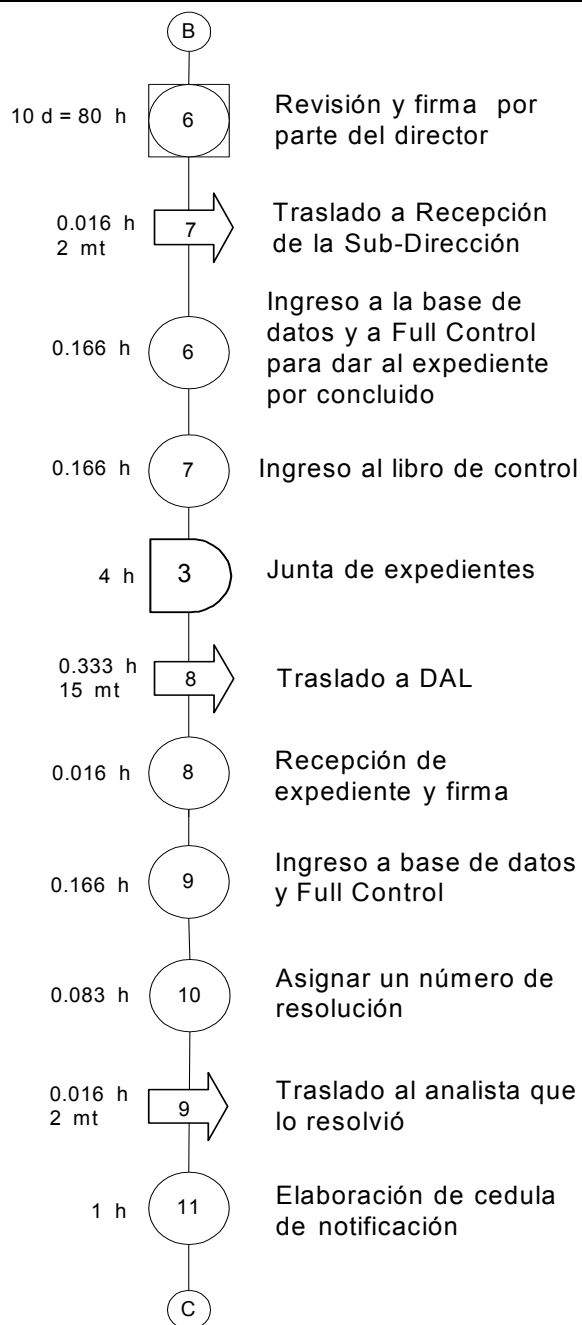 B
10 d = 80 h
6
Revisión y firma por
parte del director
0.016 h
2 mt
7
Traslado a Recepción
de la Sub-Dirección
0.166 h
6
Ingreso a la base de
datos y a Full Control
para dar al expediente
por concluido
0.166 h
7
Ingreso al libro de control
4 h
3
Junta de expedientes
0.333 h
15 mt
8
Traslado a DAL
0.016 h
8
Recepción de
expediente y firma
0.166 h
9
Ingreso a base de datos
y Full Control
0.083 h
10
Asignar un número de
resolución
0.016 h
2 mt
9
Traslado al analista que
lo resolvió
1 h
11
Elaboración de cedula
de notificación
C